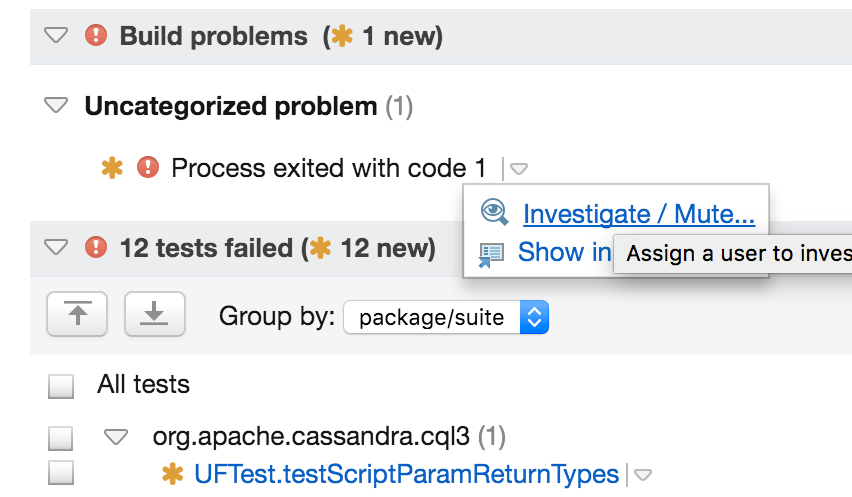 Build problems (✱ 1 new)
Uncategorized problem (1)
Process exited with code 1
Investigate / Mute...
12 tests failed (✱ 12 new)
Show in
Assign a user to inves
Group by: package/suite
All tests
org.apache.cassandra.cql3 (1)
UFTest.testScriptParamReturnTypes